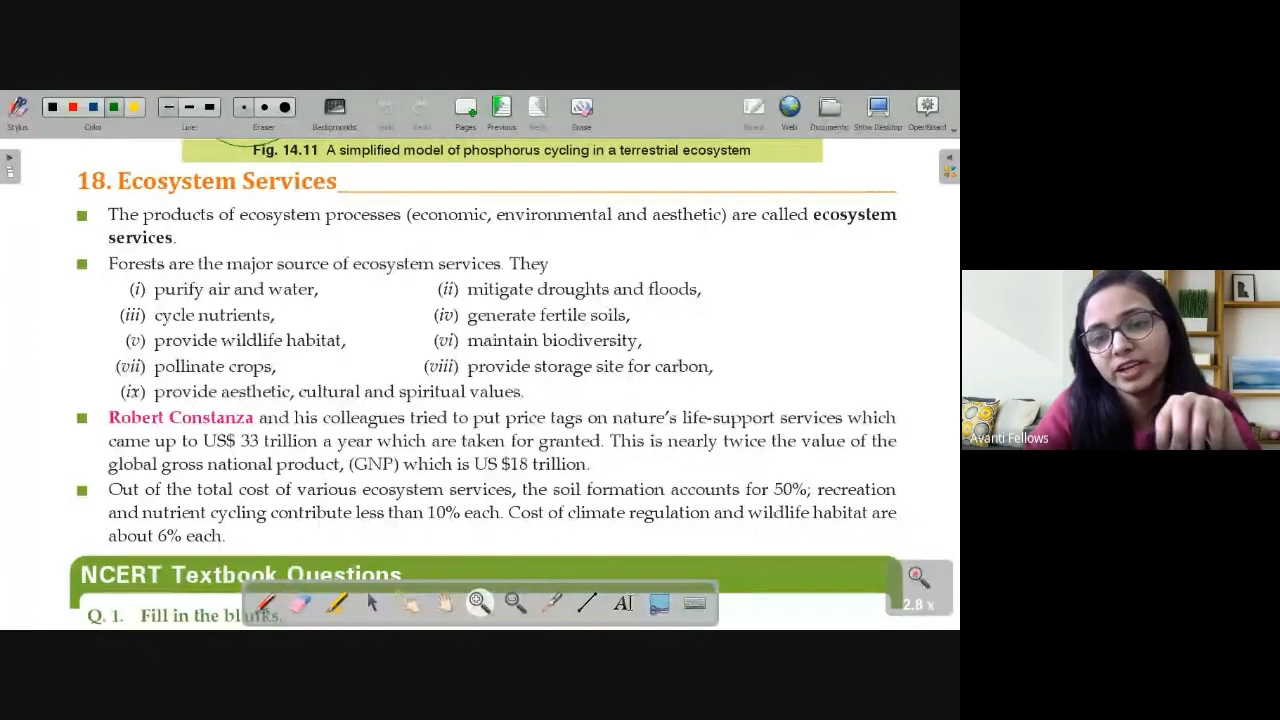 Stylus
Color
Line
Eraser
Backgrounds
Undo
Redo
Pages
Previous
Next
Erase
Board
Web
Documents
Show Desktop
OpenBoard
Fig. 14.11 A simplified model of phosphorus cycling in a terrestrial ecosystem
18. Ecosystem Services
The products of ecosystem processes (economic, environmental and aesthetic) are called ecosystem
services.
Forests are the major source of ecosystem services. They
(i) purify air and water, (ii) mitigate droughts and floods,
(iii) cycle nutrients, (iv) generate fertile soils,
(v) provide wildlife habitat, (vi) maintain biodiversity,
(vii) pollinate crops, (viii) provide storage site for carbon,
(ix) provide aesthetic, cultural and spiritual values.
Robert Constanza and his colleagues tried to put price tags on nature's life-support services which
came up to US$ 33 trillion a year which are taken for granted. This is nearly twice the value of the
global gross national product, (GNP) which is US $18 trillion.
Out of the total cost of various ecosystem services, the soil formation accounts for 50%; recreation
and nutrient cycling contribute less than 10% each. Cost of climate regulation and wildlife habitat are
about 6% each.
NCERT Textbook Questions
Q. 1. Fill in the blanks.
AI
2.8 x
Avanti Fellows